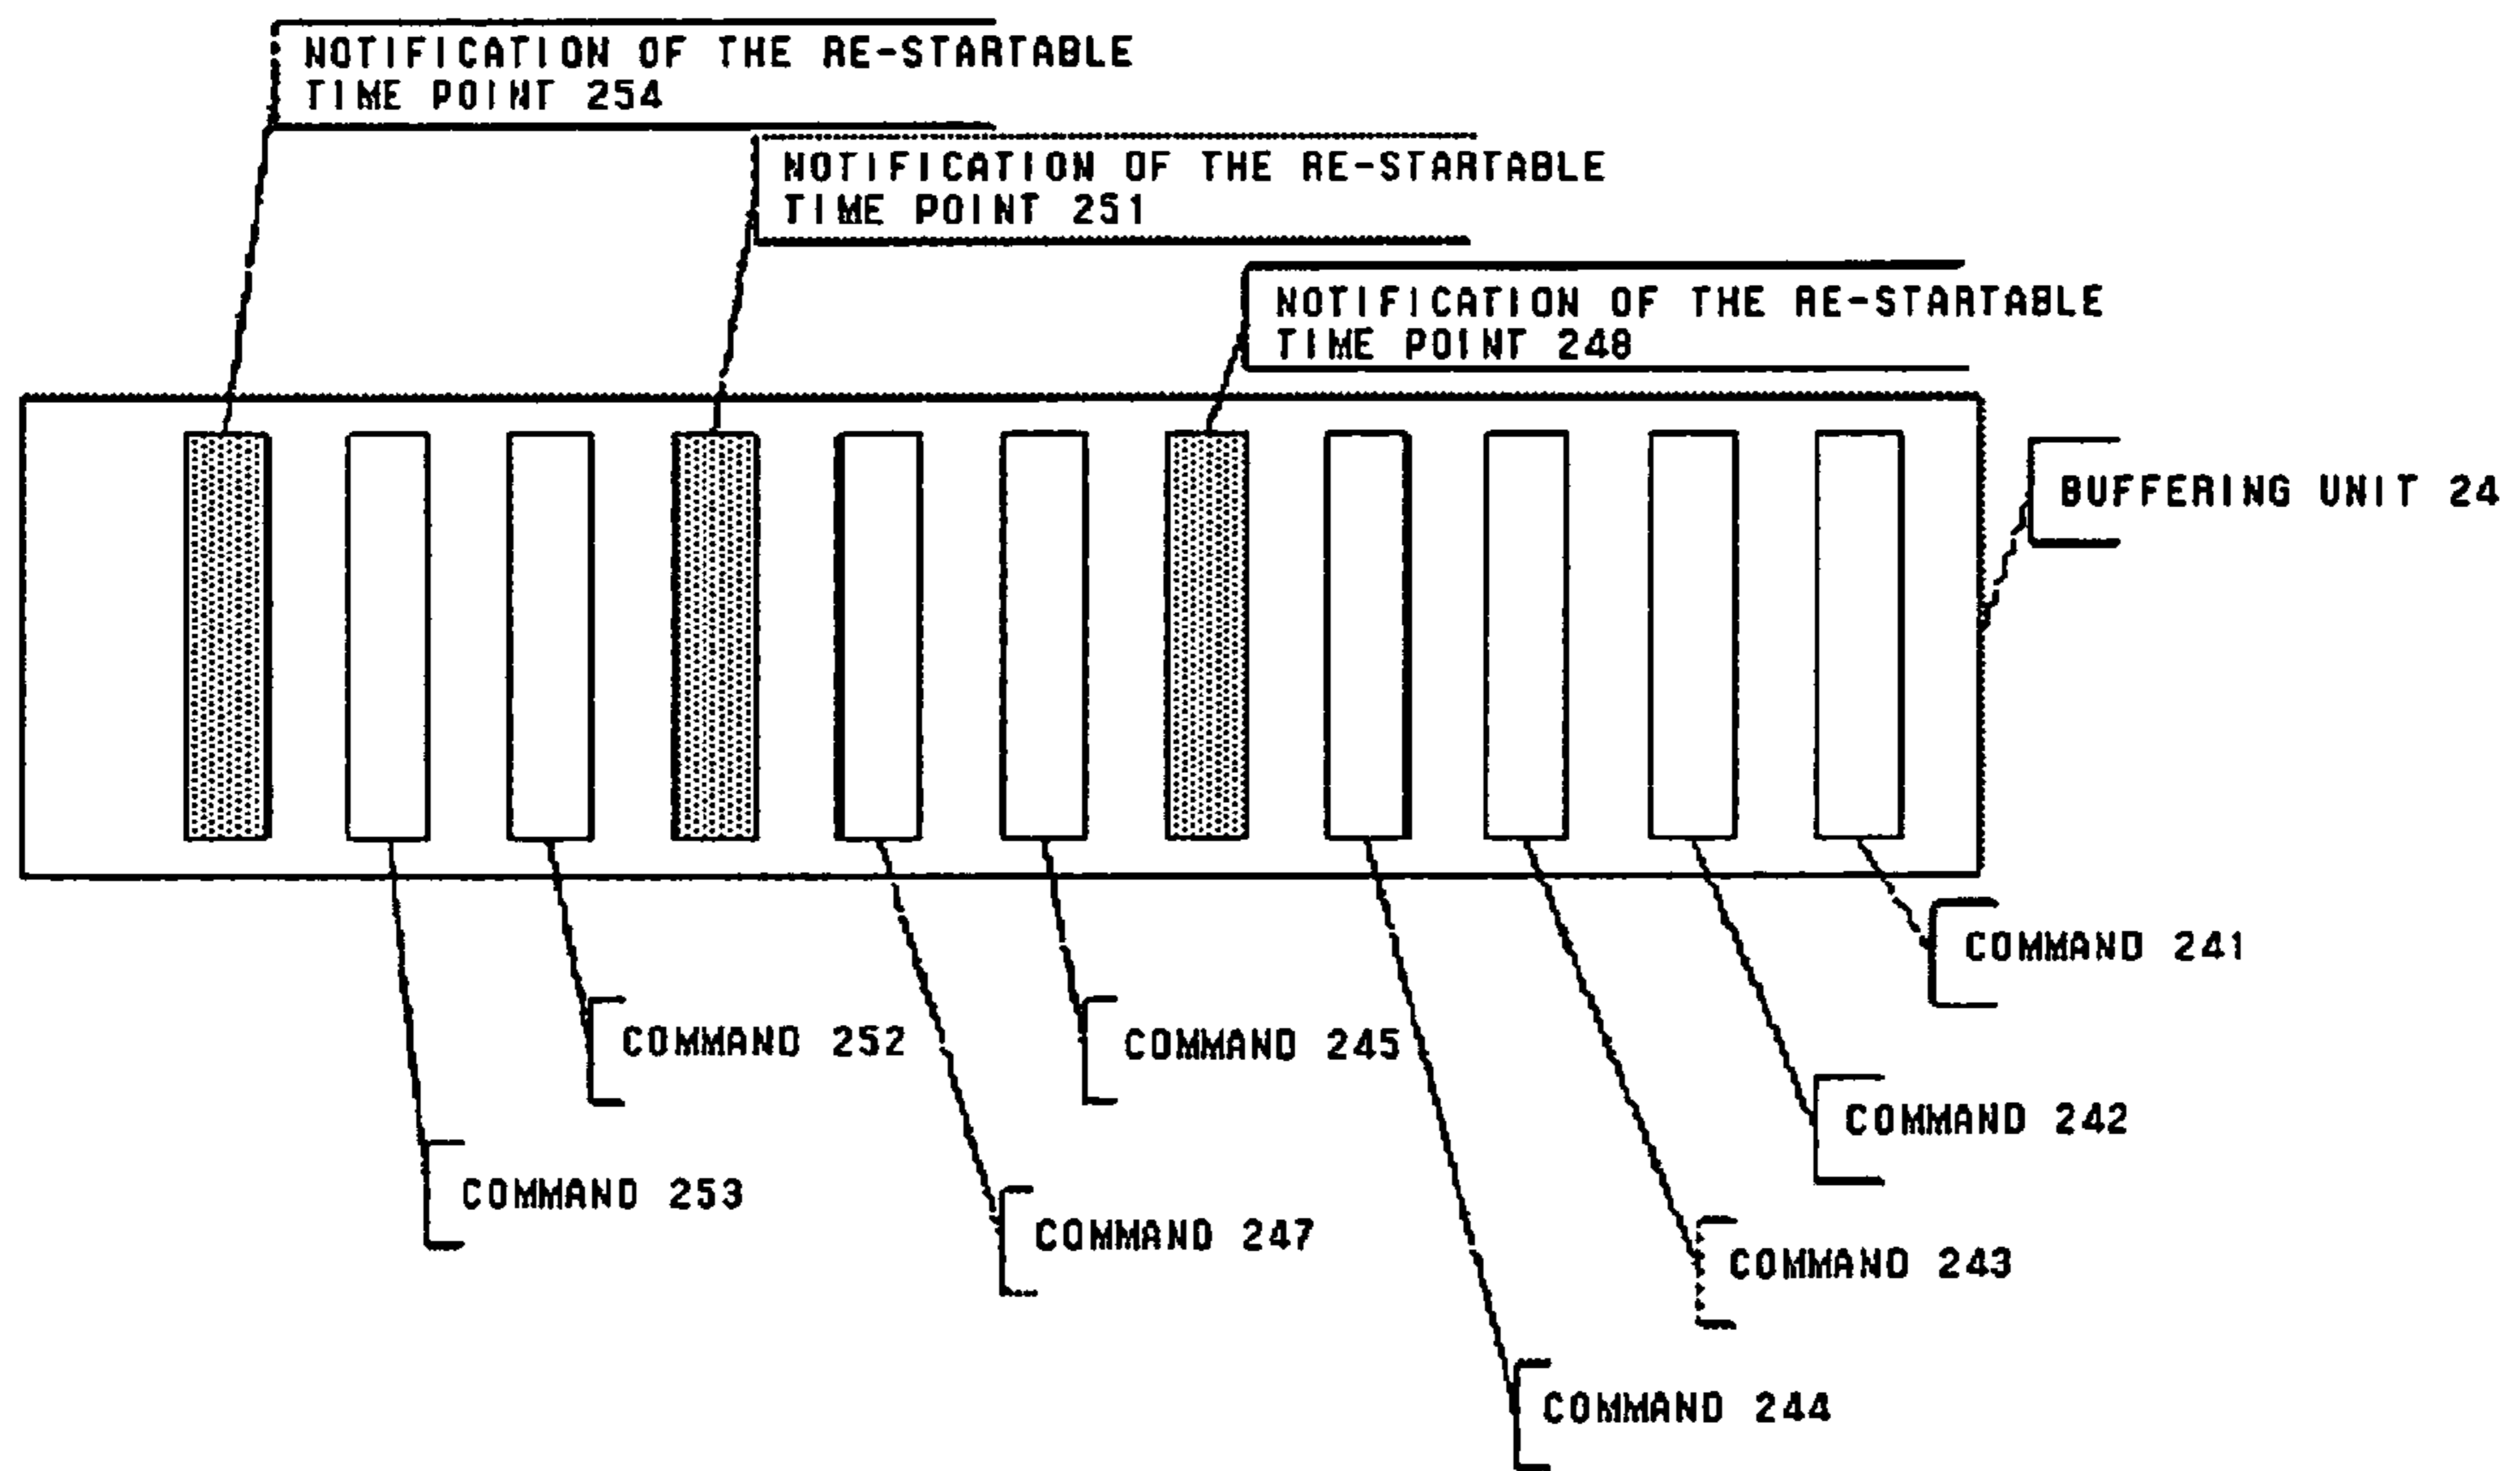 NOTIFICATION OF THE RE-STARTABLE
TIME POINT 254
NOTIFICATION OF THE RE-STARTABLE
TIME POINT 251
NOTIFICATION OF THE RE-STARTABLE
TIME POINT 248
BUFFERING UNIT 24
COMMAND 241
COMMAND 252
COMMAND 245
COMMAND 242
COMMAND 253
COMMAND 247
COMMAND 243
COMMAND 244